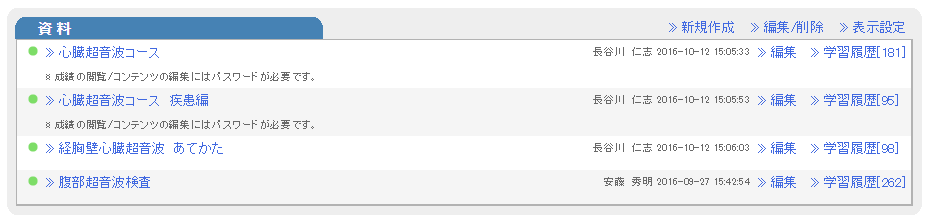 資料 ≫ 新規作成 ≫ 編集/削除 ≫ 表示設定
≫ 心臓超音波コース 長谷川 仁志 2016-10-12 15:05:33 ≫ 編集 ≫ 学習履歴[181]
※ 成績の閲覧/コンテンツの編集にはパスワードが必要です。
≫ 心臓超音波コース 疾患編 長谷川 仁志 2016-10-12 15:05:53 ≫ 編集 ≫ 学習履歴[95]
※ 成績の閲覧/コンテンツの編集にはパスワードが必要です。
≫ 経胸壁心臓超音波 あてかた 長谷川 仁志 2016-10-12 15:06:03 ≫ 編集 ≫ 学習履歴[98]
≫ 腹部超音波検査 安藤 秀明 2016-09-27 15:42:54 ≫ 編集 ≫ 学習履歴[262]